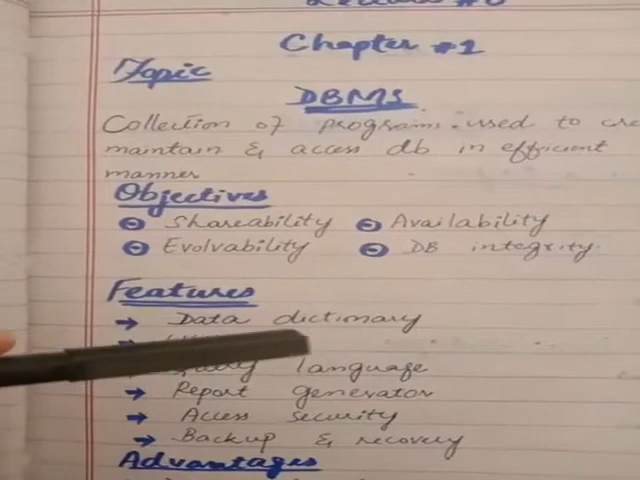 Chapter #1
Topic
DBMS
Collection of programs used to
maintain & access db in efficient
manner
Objectives
Shareability Availability
Evolvability DB integrity
Features
→ Data dictionary
language
→ Report generator
→ Access security
→ Backup & recovery
Advantages